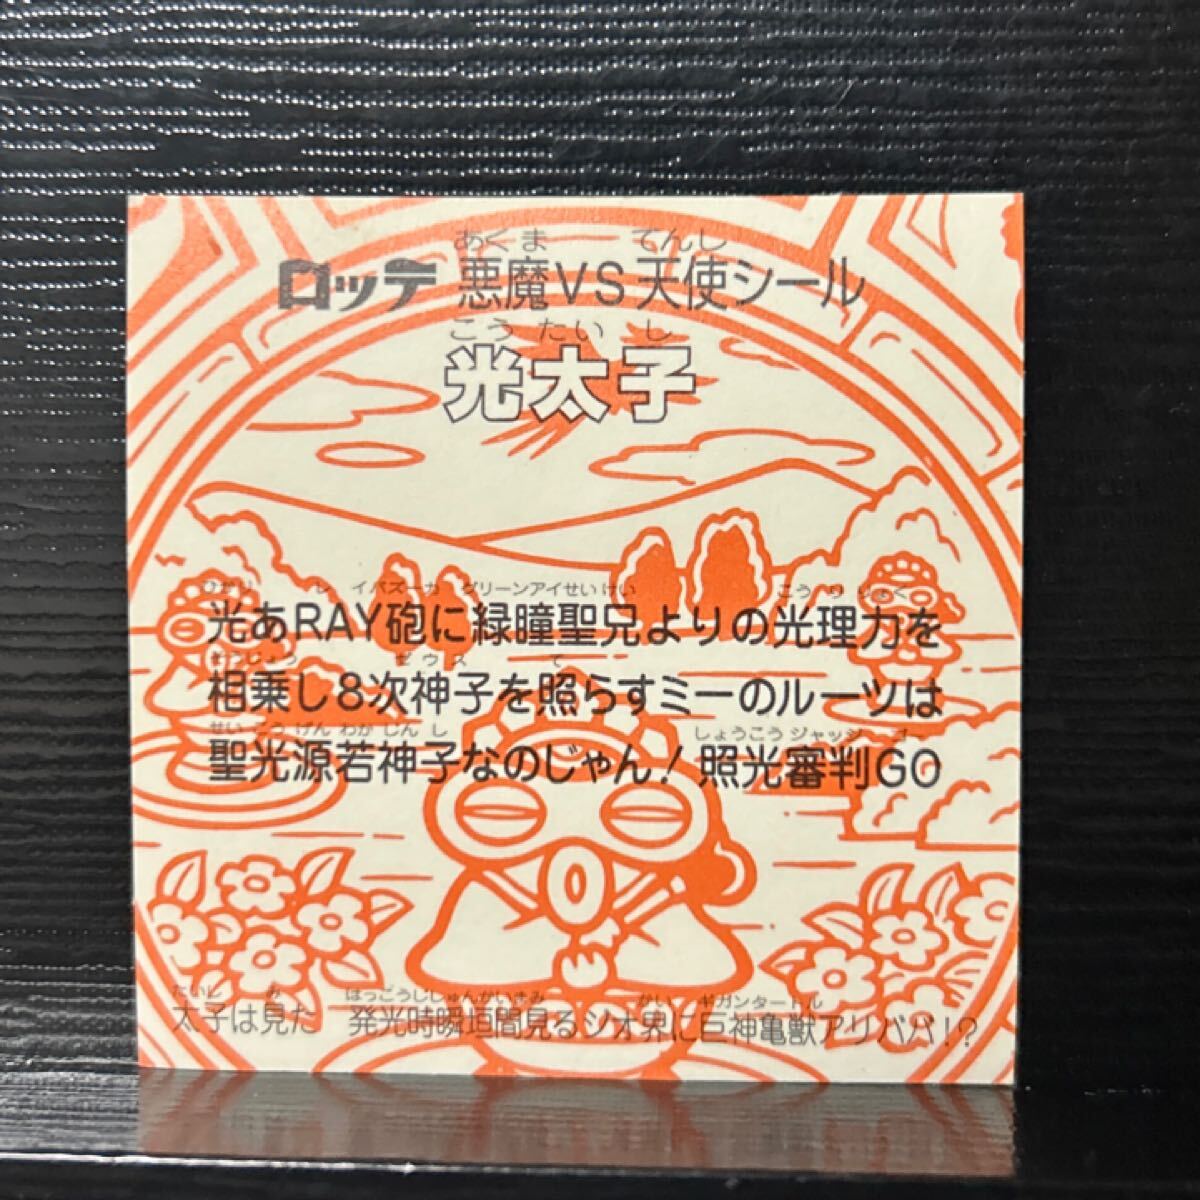 あくま てんし
ロッテ 悪魔VS天使シール
こうたいし
光太子
ひかり レイバズーカ グリーンアイせいけい こうりりょく
光あRAY砲に緑瞳聖兄よりの光理力を
そうじょう ゼウス て
相乗し8次神子を照らすミーのルーツは
せいこうげんわかしんし しょうこうジャッジ ゴー
聖光源若神子なのじゃん! 照光審判GO
たいし み はっこうじしゅんかいまみ かい ギガンタートル
太子は見た 発光時瞬垣間見るジオ界に巨神亀獣アリババ!?